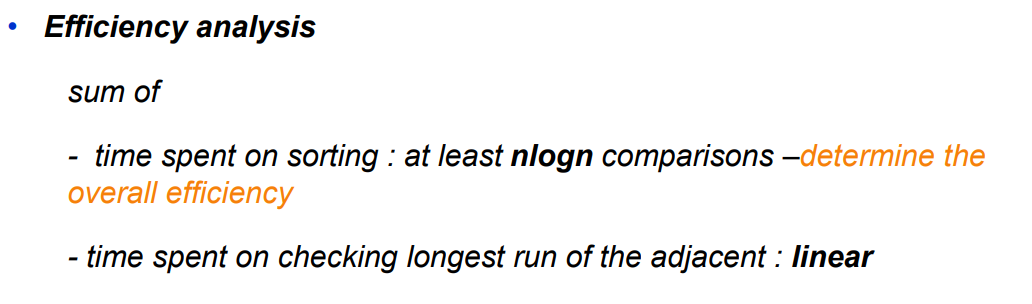 • Efficiency analysis
sum of
- time spent on sorting : at least nlogn comparisons –determine the
overall efficiency
- time spent on checking longest run of the adjacent : linear